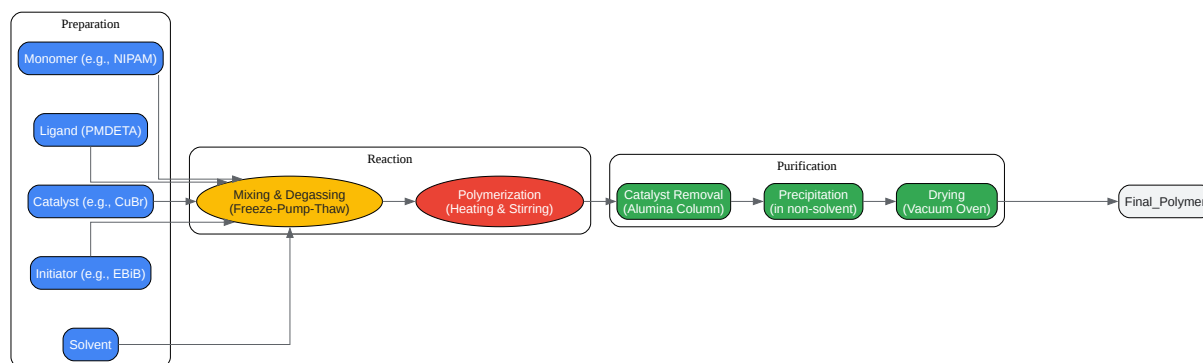 Preparation
Monomer (e.g., NIPAM)
Ligand (PMDETA)
Catalyst (e.g., CuBr)
Initiator (e.g., EBiB)
Solvent
Reaction
Mixing & Degassing
(Freeze-Pump-Thaw)
Polymerization
(Heating & Stirring)
Purification
Catalyst Removal
(Alumina Column)
Precipitation
(in non-solvent)
Drying
(Vacuum Oven)
Final_Polymer